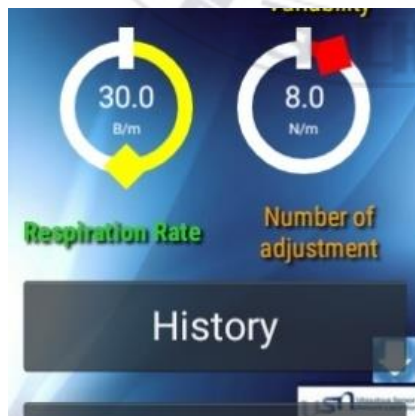 30.0
B/m
8.0
N/m
Respiration Rate
Number of
adjustment
History